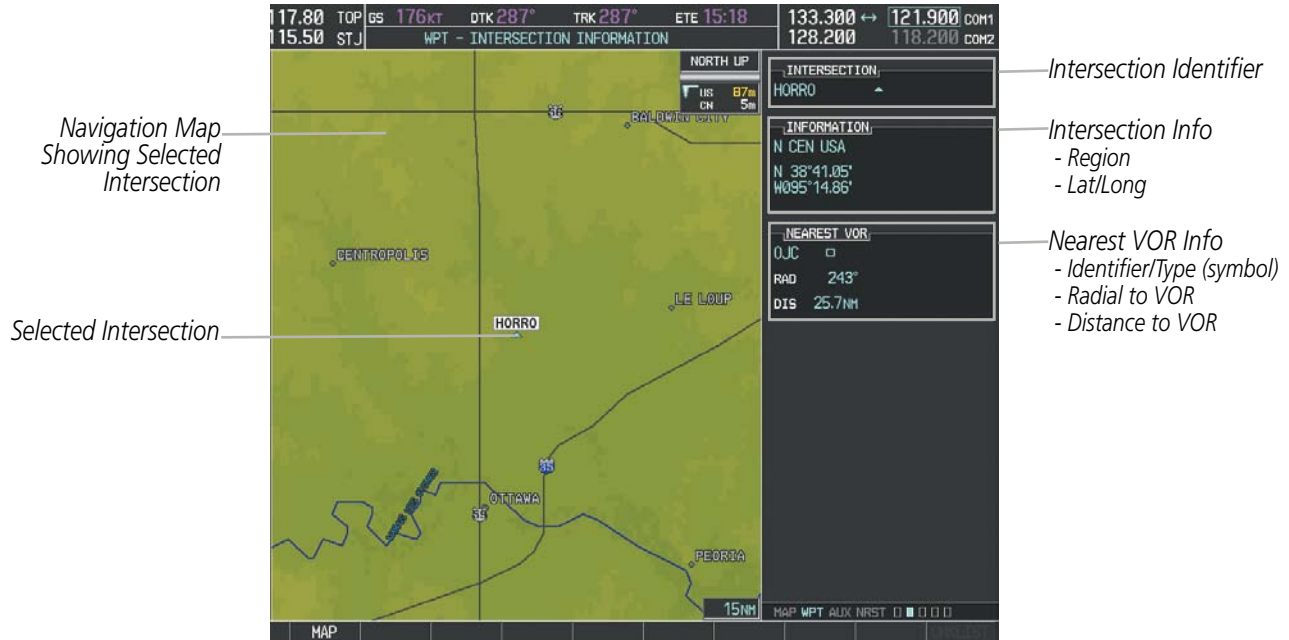 117.80 TOP GS 176KT DTK 287° TRK 287° ETE 15:18 133.300 ↔ 121.900 COM1
115.50 STJ WPT - INTERSECTION INFORMATION 128.200 118.200 COM2
NORTH UP
US 87m
CN 5m
BALDWIN CITY
CENTROPOLIS
LE LOUP
HORRO
35
OTTAWA
PEORIA
15NM
MAP
INTERSECTION
HORRO
INFORMATION
N CEN USA
N 38°41.05'
W095°14.86'
NEAREST VOR
OJC
RAD 243°
DIS 25.7NM
MAP WPT AUX NRST
Navigation Map
Showing Selected
Intersection
Selected Intersection
Intersection Identifier
Intersection Info
- Region
- Lat/Long
Nearest VOR Info
- Identifier/Type (symbol)
- Radial to VOR
- Distance to VOR